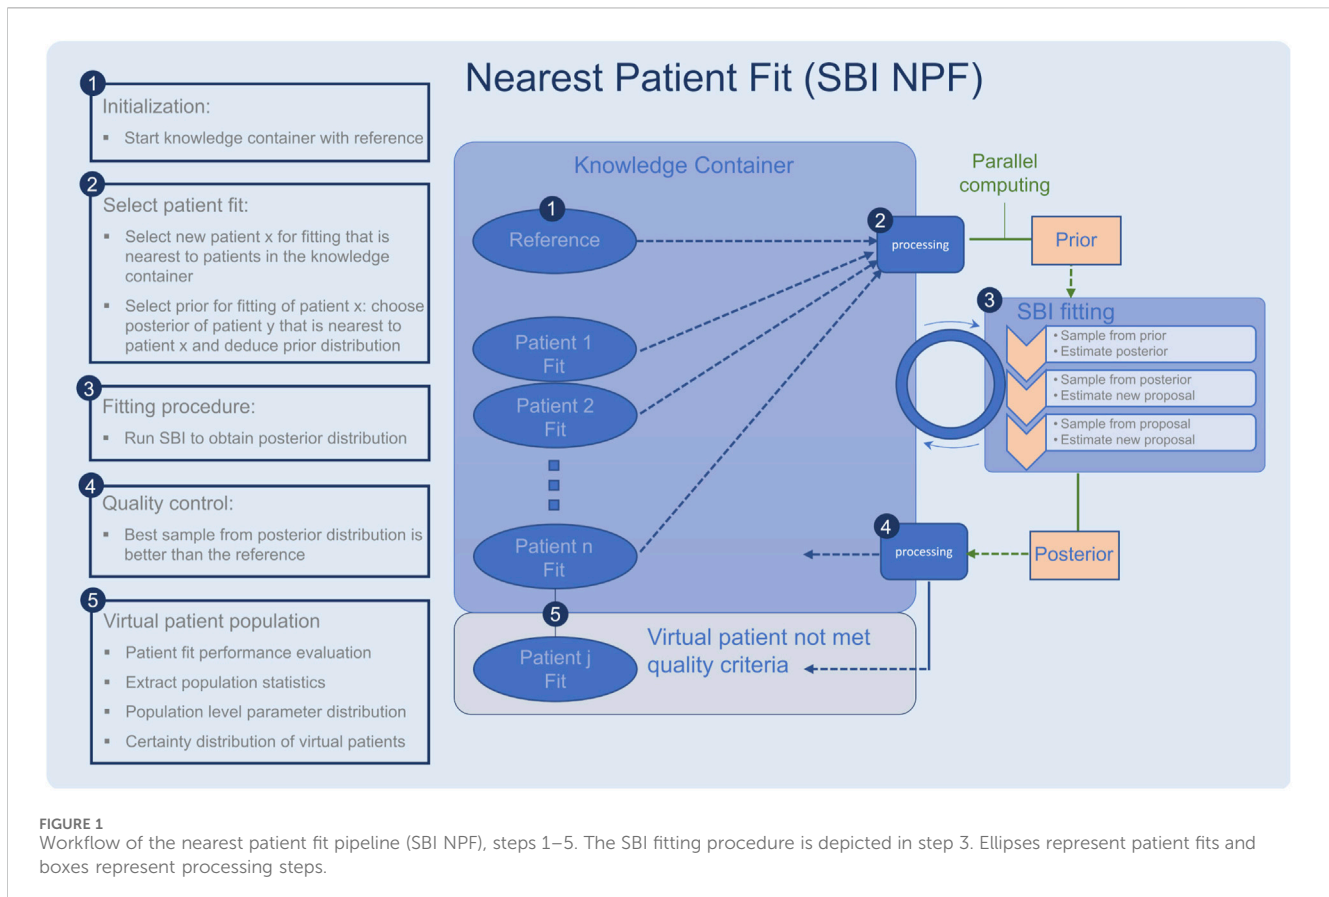 Nearest Patient Fit (SBI NPF)
1
Initialization:
▪ Start knowledge container with reference
2
Select patient fit:
▪ Select new patient x for fitting that is
nearest to patients in the knowledge
container
▪ Select prior for fitting of patient x: choose
posterior of patient y that is nearest to
patient x and deduce prior distribution
3
Fitting procedure:
▪ Run SBI to obtain posterior distribution
4
Quality control:
▪ Best sample from posterior distribution is
better than the reference
5
Virtual patient population
▪ Patient fit performance evaluation
▪ Extract population statistics
▪ Population level parameter distribution
▪ Certainty distribution of virtual patients
Knowledge Container
1
Reference
Patient 1
Fit
Patient 2
Fit
Patient n
Fit
5
Patient j
Fit
Virtual patient not met
quality criteria
2
processing
Parallel
computing
Prior
3
SBI fitting
• Sample from prior
• Estimate posterior
• Sample from posterior
• Estimate new proposal
• Sample from proposal
• Estimate new proposal
4
processing
Posterior
FIGURE 1
Workflow of the nearest patient fit pipeline (SBI NPF), steps 1–5. The SBI fitting procedure is depicted in step 3. Ellipses represent patient fits and
boxes represent processing steps.